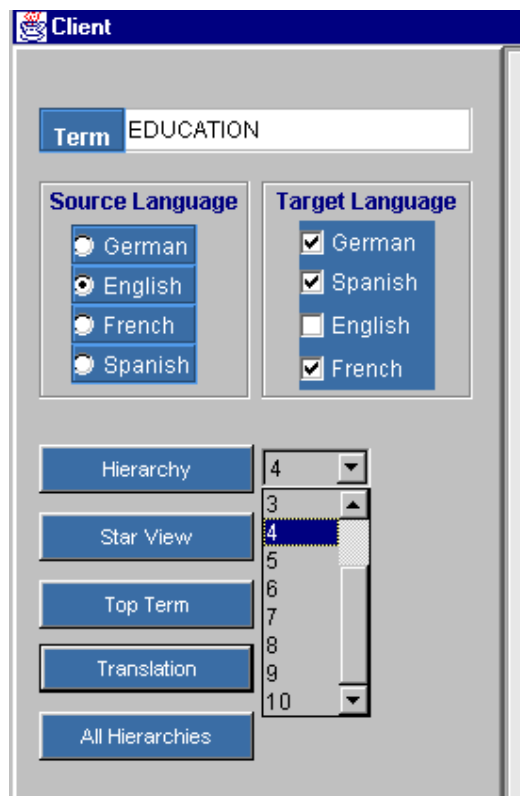 Client
Term EDUCATION
Source Language
German
English
French
Spanish
Target Language
German
Spanish
English
French
Hierarchy 4
3
4
5
6
7
8
9
10
Star View
Top Term
Translation
All Hierarchies